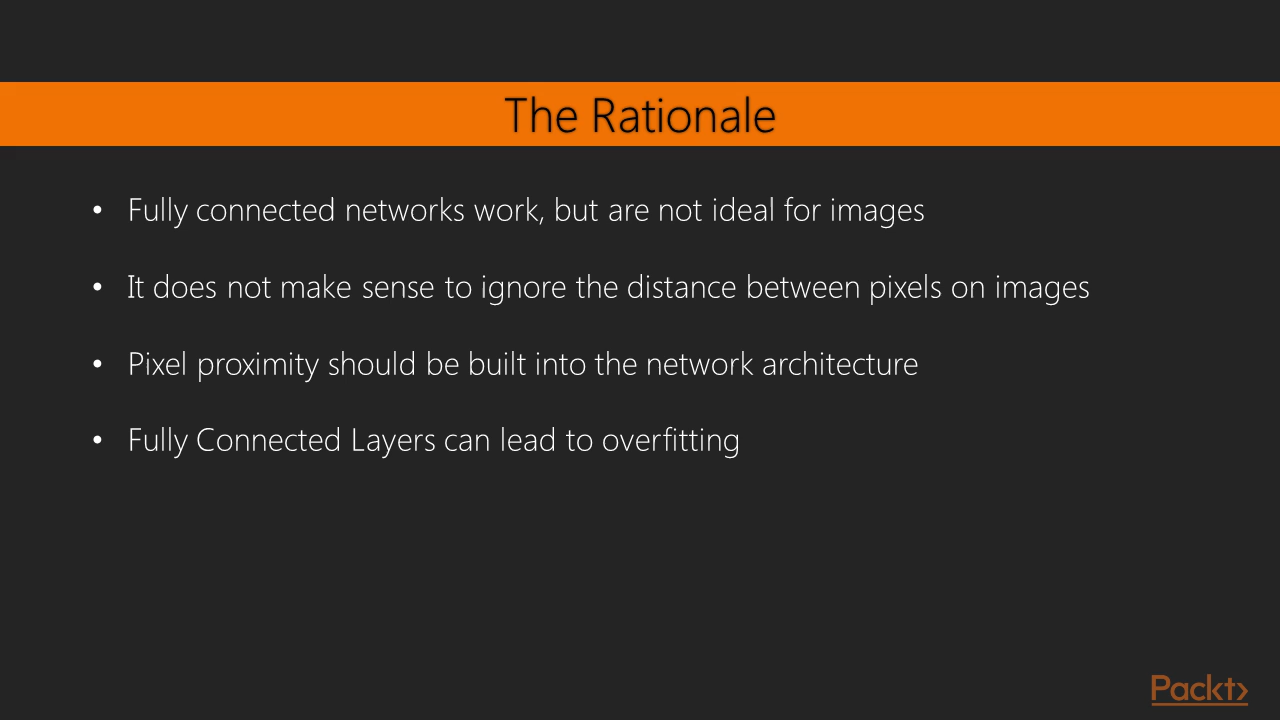 The Rationale
• Fully connected networks work, but are not ideal for images
• It does not make sense to ignore the distance between pixels on images
• Pixel proximity should be built into the network architecture
• Fully Connected Layers can lead to overfitting
Packt>